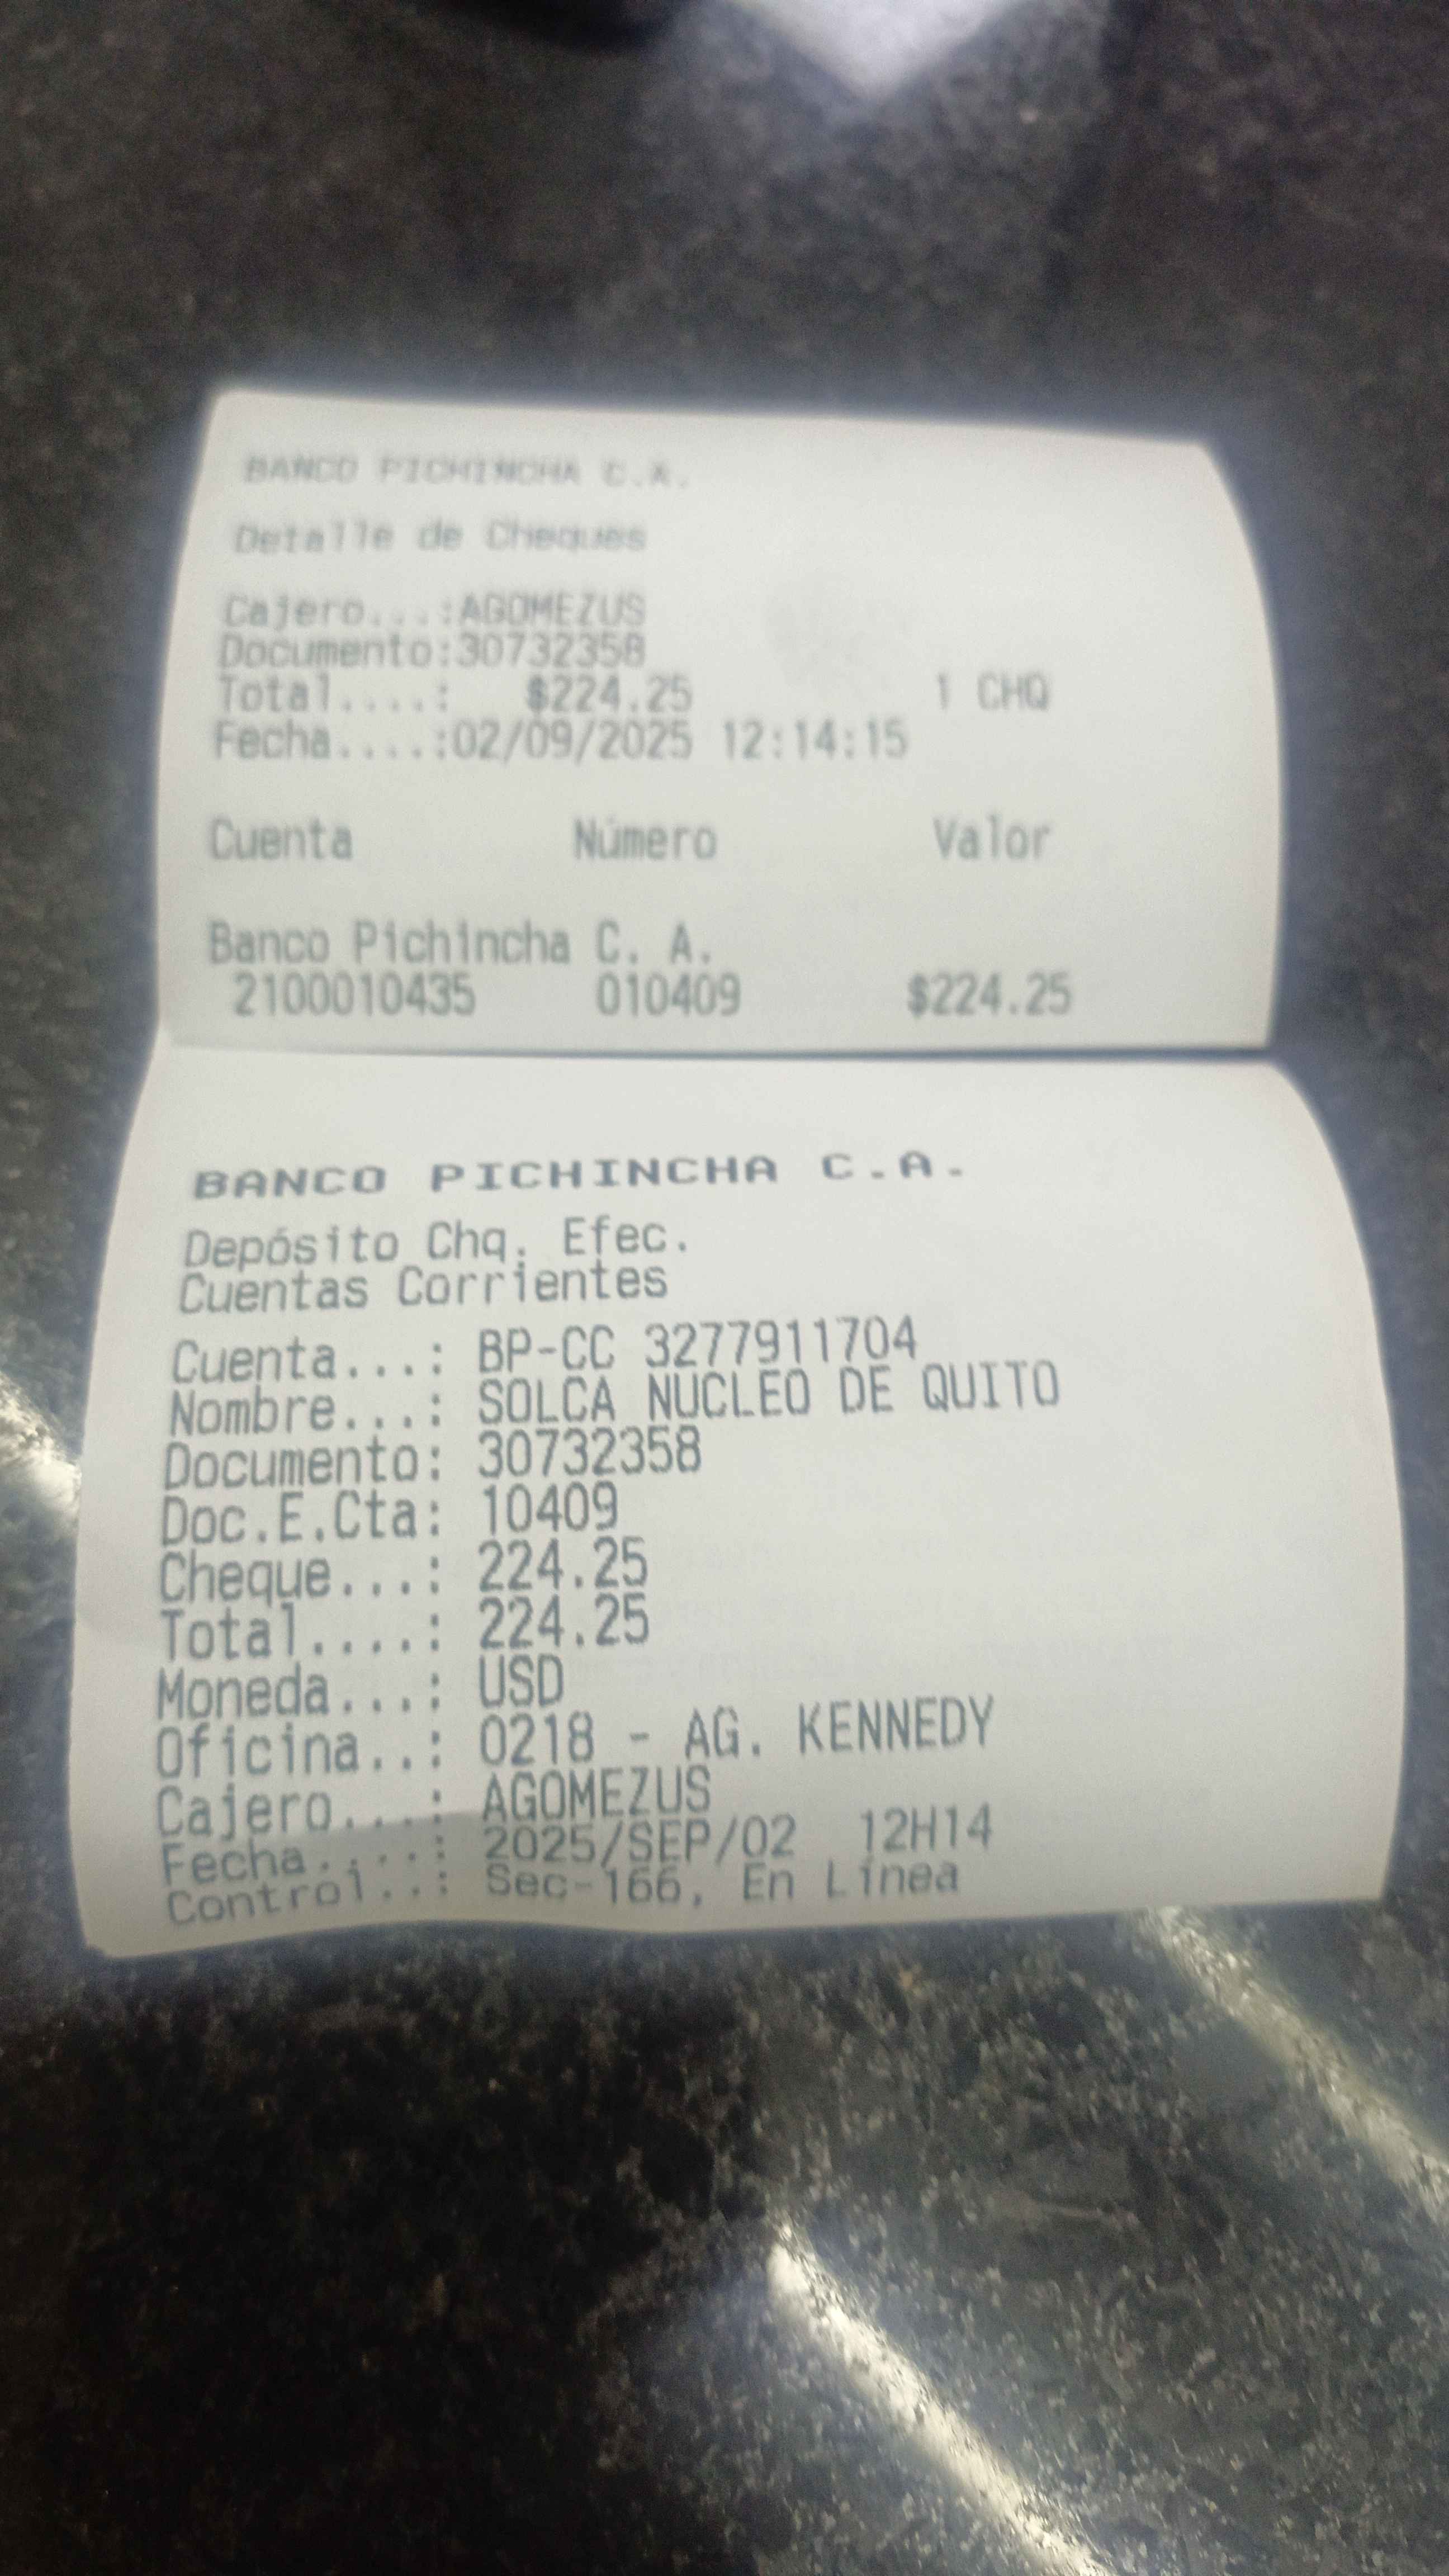 BANCO PICHINCHA C.A.
Detalle de Cheques
Cajero...:AGOMEZUS
Documento:30732358
Total....: $224.25 1 CHQ
Fecha....:02/09/2025 12:14:15
Cuenta Número Valor
Banco Pichincha C. A.
2100010435 010409 $224.25
BANCO PICHINCHA C.A.
Depósito Chq. Efec.
Cuentas Corrientes
Cuenta...: BP-CC 3277911704
Nombre...: SOLCA NUCLEO DE QUITO
Documento: 30732358
Doc.E.Cta: 10409
Cheque...: 224.25
Total....: 224.25
Moneda...: USD
Oficina..: 0218 - AG. KENNEDY
Cajero...: AGOMEZUS
Fecha....: 2025/SEP/02 12H14
Control..: Sec-166, En Línea